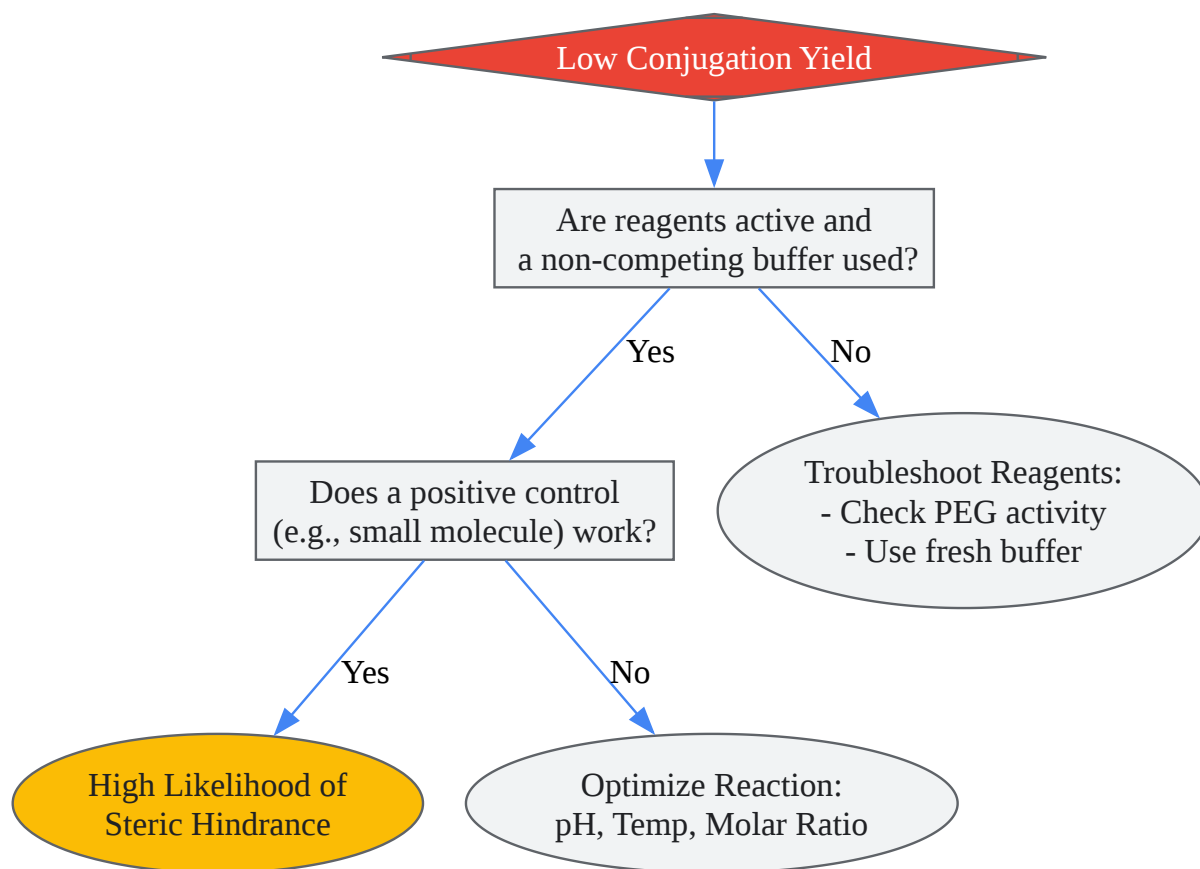 Low Conjugation Yield
Are reagents active and
a non-competing buffer used?
Yes
No
Does a positive control
(e.g., small molecule) work?
Troubleshoot Reagents:
- Check PEG activity
- Use fresh buffer
Yes
No
High Likelihood of
Steric Hindrance
Optimize Reaction:
pH, Temp, Molar Ratio